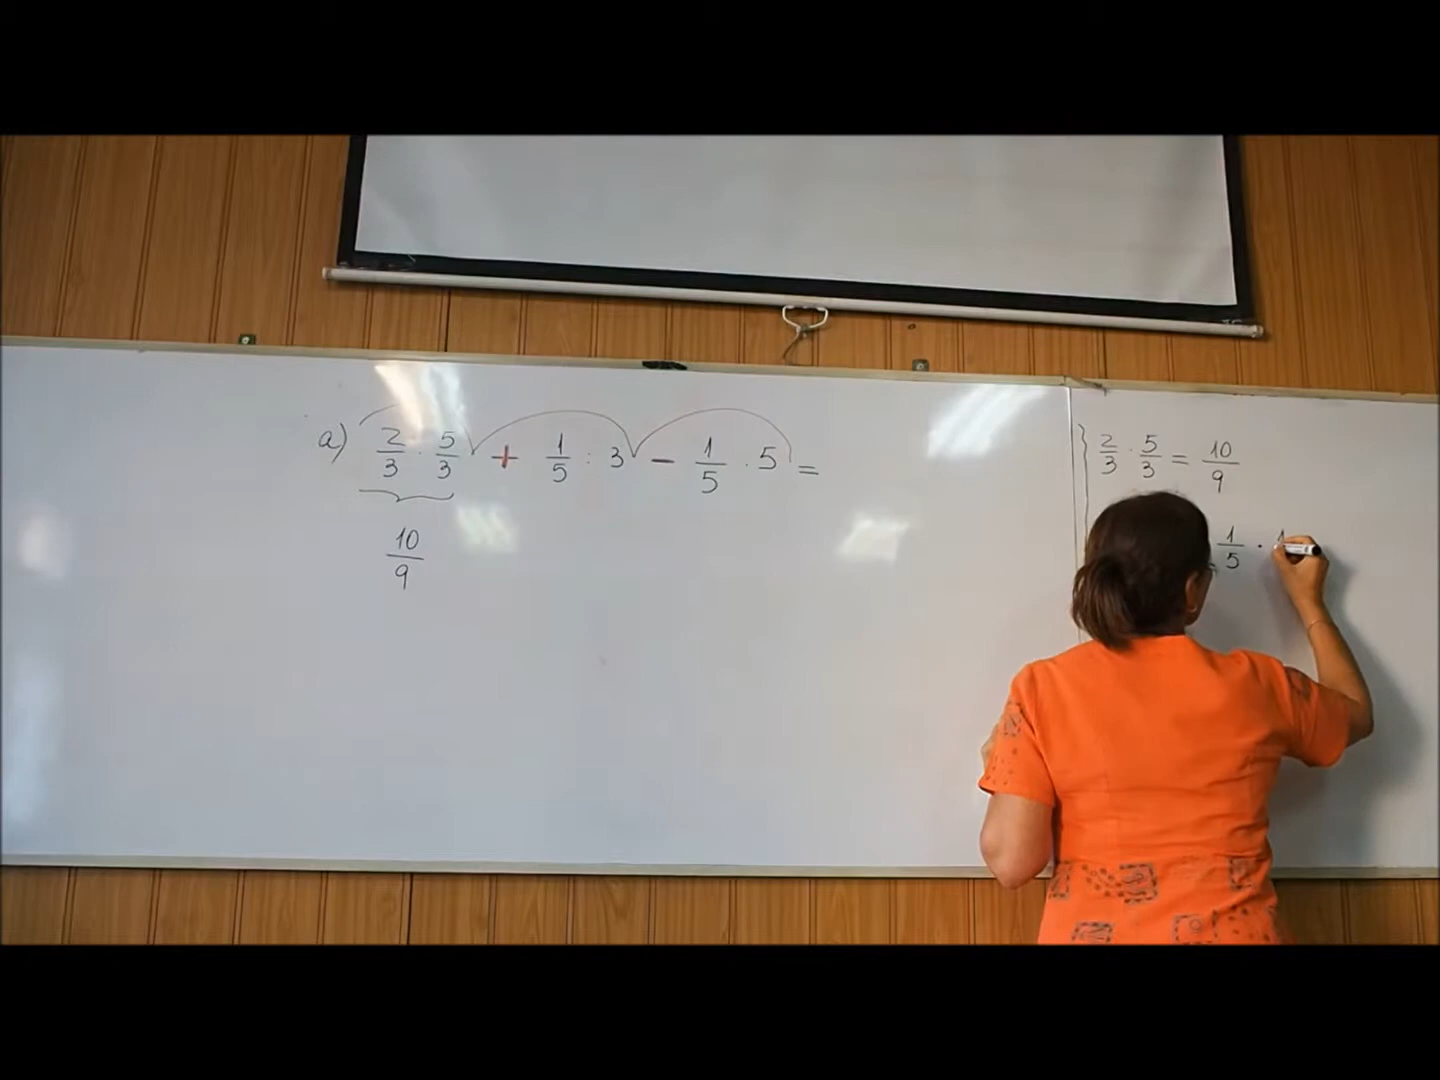 a) 2/3 · 5/3 + 1/5 : 3 − 1/5 · 5 =
10/9
2/3 · 5/3 = 10/9
1/5 · 1